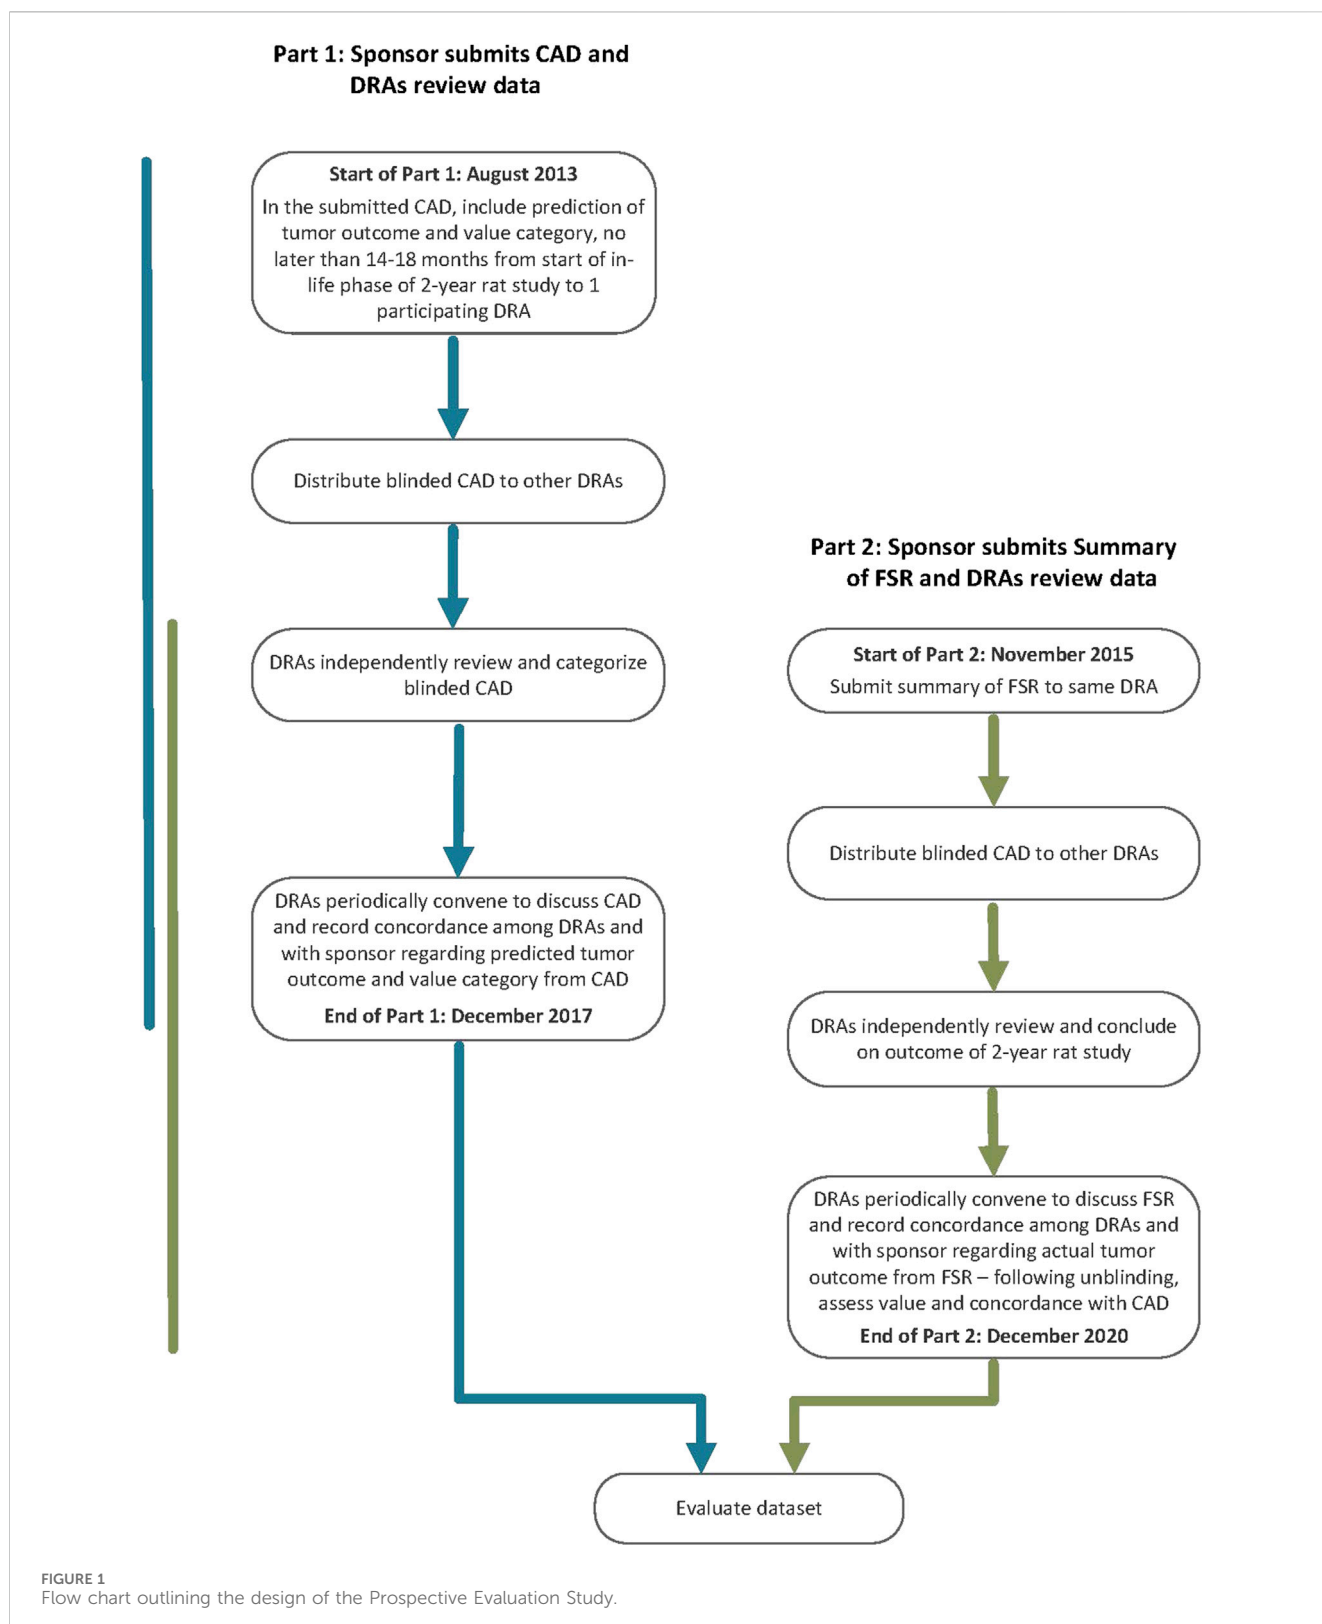 Part 1: Sponsor submits CAD and
DRAs review data
Start of Part 1: August 2013
In the submitted CAD, include prediction of
tumor outcome and value category, no
later than 14-18 months from start of in-
life phase of 2-year rat study to 1
participating DRA
Distribute blinded CAD to other DRAs
DRAs independently review and categorize
blinded CAD
DRAs periodically convene to discuss CAD
and record concordance among DRAs and
with sponsor regarding predicted tumor
outcome and value category from CAD
End of Part 1: December 2017
Part 2: Sponsor submits Summary
of FSR and DRAs review data
Start of Part 2: November 2015
Submit summary of FSR to same DRA
Distribute blinded CAD to other DRAs
DRAs independently review and conclude
on outcome of 2-year rat study
DRAs periodically convene to discuss FSR
and record concordance among DRAs and
with sponsor regarding actual tumor
outcome from FSR – following unblinding,
assess value and concordance with CAD
End of Part 2: December 2020
Evaluate dataset
FIGURE 1
Flow chart outlining the design of the Prospective Evaluation Study.